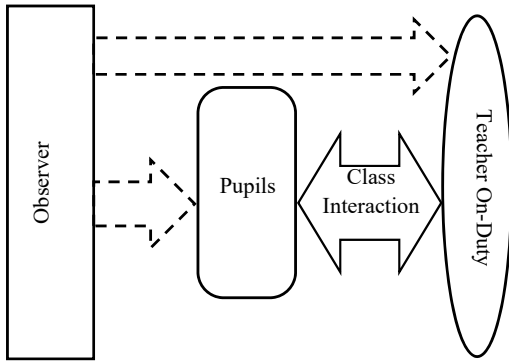 Observer
Pupils
Class
Interaction
Teacher On-Duty